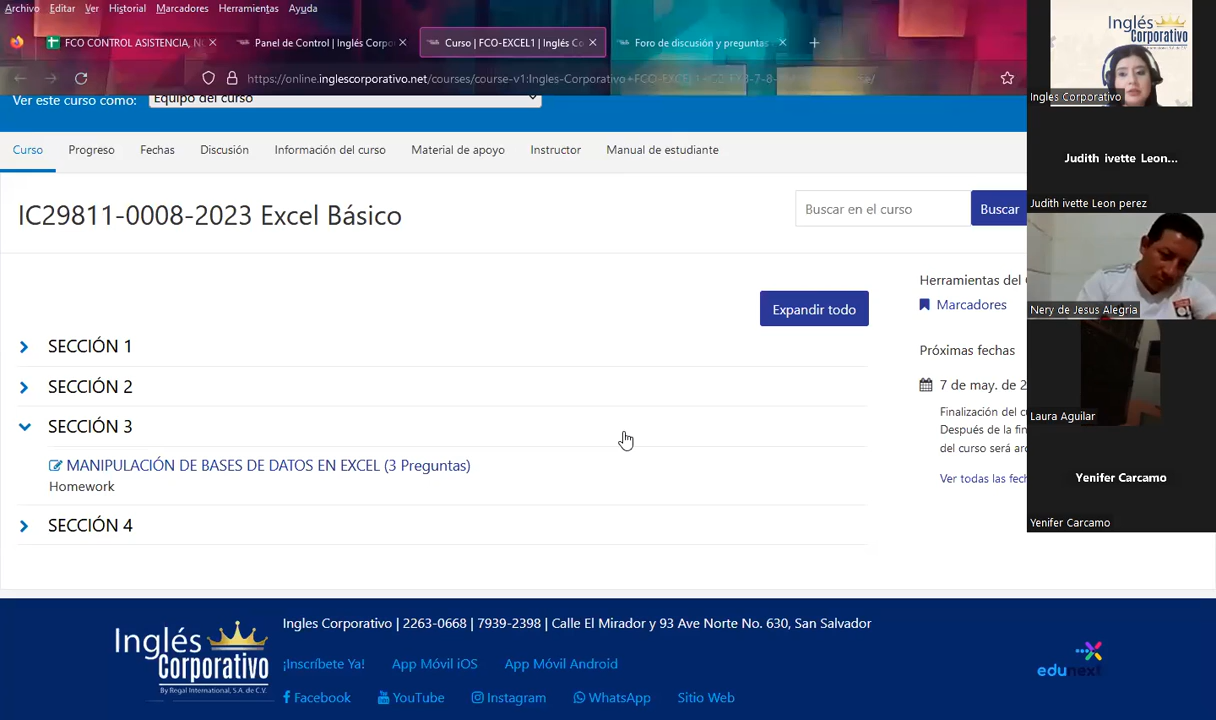 Archivo Editar Ver Historial Marcadores Herramientas Ayuda
FCO CONTROL ASISTENCIA, N
Panel de Control | Inglés Corpo
Curso | FCO-EXCEL1 | Inglés Co
Foro de discusión y preguntas
https://online.inglescorporativo.net/courses/course-v1:Ingles-Corporativo+FCO-EXCEL1
Ver este curso como: Equipo del curso
Curso Progreso Fechas Discusión Información del curso Material de apoyo Instructor Manual de estudiante
IC29811-0008-2023 Excel Básico
Buscar en el curso
Buscar
Expandir todo
SECCIÓN 1
SECCIÓN 2
SECCIÓN 3
MANIPULACIÓN DE BASES DE DATOS EN EXCEL (3 Preguntas)
Homework
SECCIÓN 4
Herramientas del
Marcadores
Próximas fechas
7 de may. de 2
Finalización del cu
Después de la fin
del curso será arc
Ver todas las fech
Inglés
Corporativo
Ingles Corporativo
Judith ivette Leon...
Judith ivette Leon perez
Nery de Jesus Alegria
Laura Aguilar
Yenifer Carcamo
Yenifer Carcamo
Inglés
Corporativo
By Regal International, S.A. de C.V.
Ingles Corporativo | 2263-0668 | 7939-2398 | Calle El Mirador y 93 Ave Norte No. 630, San Salvador
¡Inscríbete Ya! App Móvil iOS App Móvil Android
Facebook YouTube Instagram WhatsApp Sitio Web
edunext